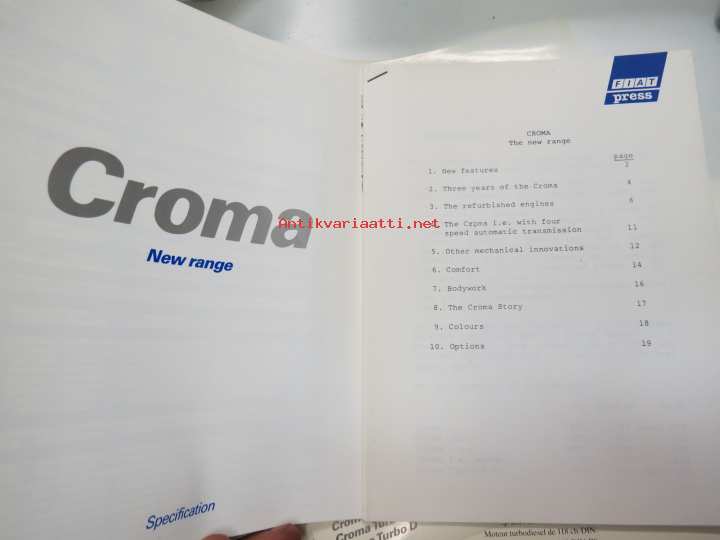 Croma
New range
Specification
FIAT
press
CROMA
The new range
page
1. New features 2
2. Three years of the Croma 4
3. The refurbished engines 6
The Croma i.e. with four
speed automatic transmission 11
5. Other mechanical innovations 12
6. Comfort 14
7. Bodywork 16
8. The Croma Story 17
9. Colours 18
10. Options 19
Antikvariaatti.net
Croma Turbo D
Moteur turbodiesel de 118 ch DIN